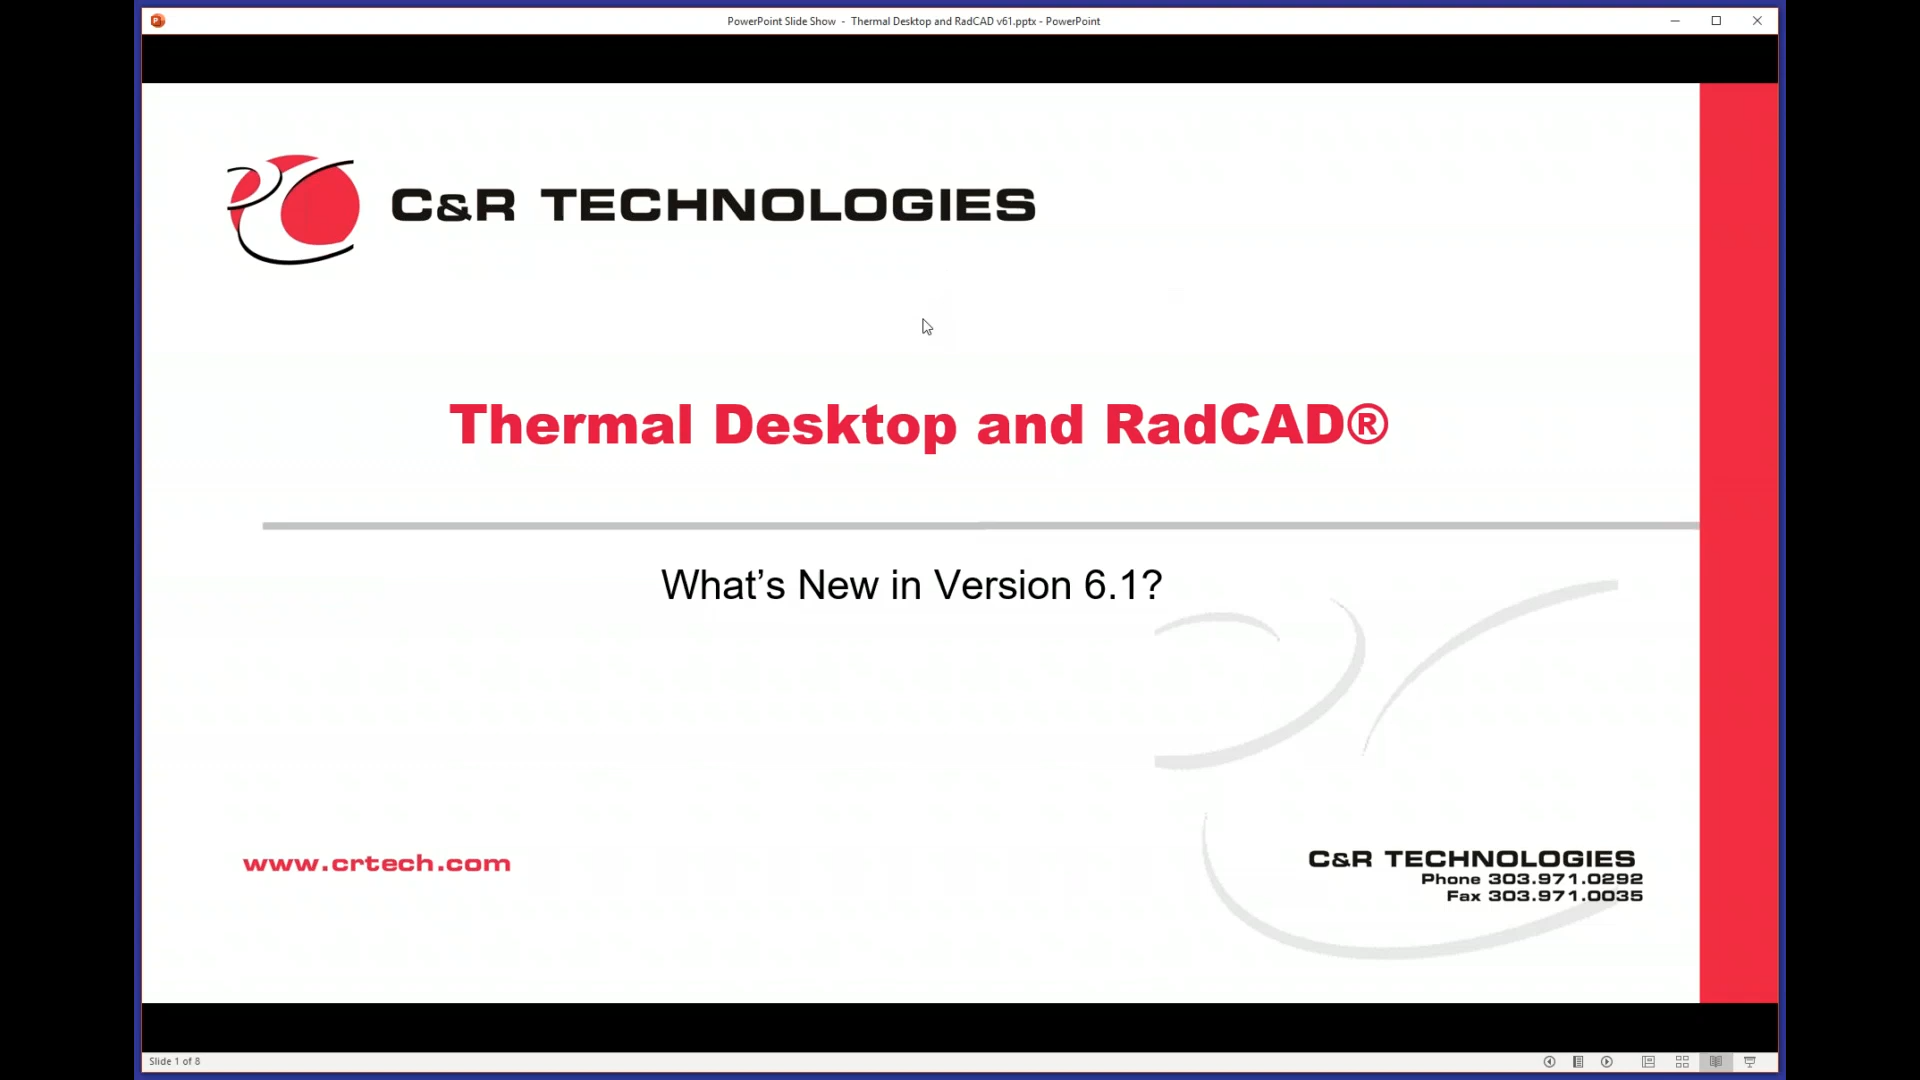 PowerPoint Slide Show - Thermal Desktop and RadCAD v61.pptx - PowerPoint
C&R TECHNOLOGIES
Thermal Desktop and RadCAD®
What's New in Version 6.1?
www.crtech.com
C&R TECHNOLOGIES
Phone 303.971.0292
Fax 303.971.0035
Slide 1 of 8